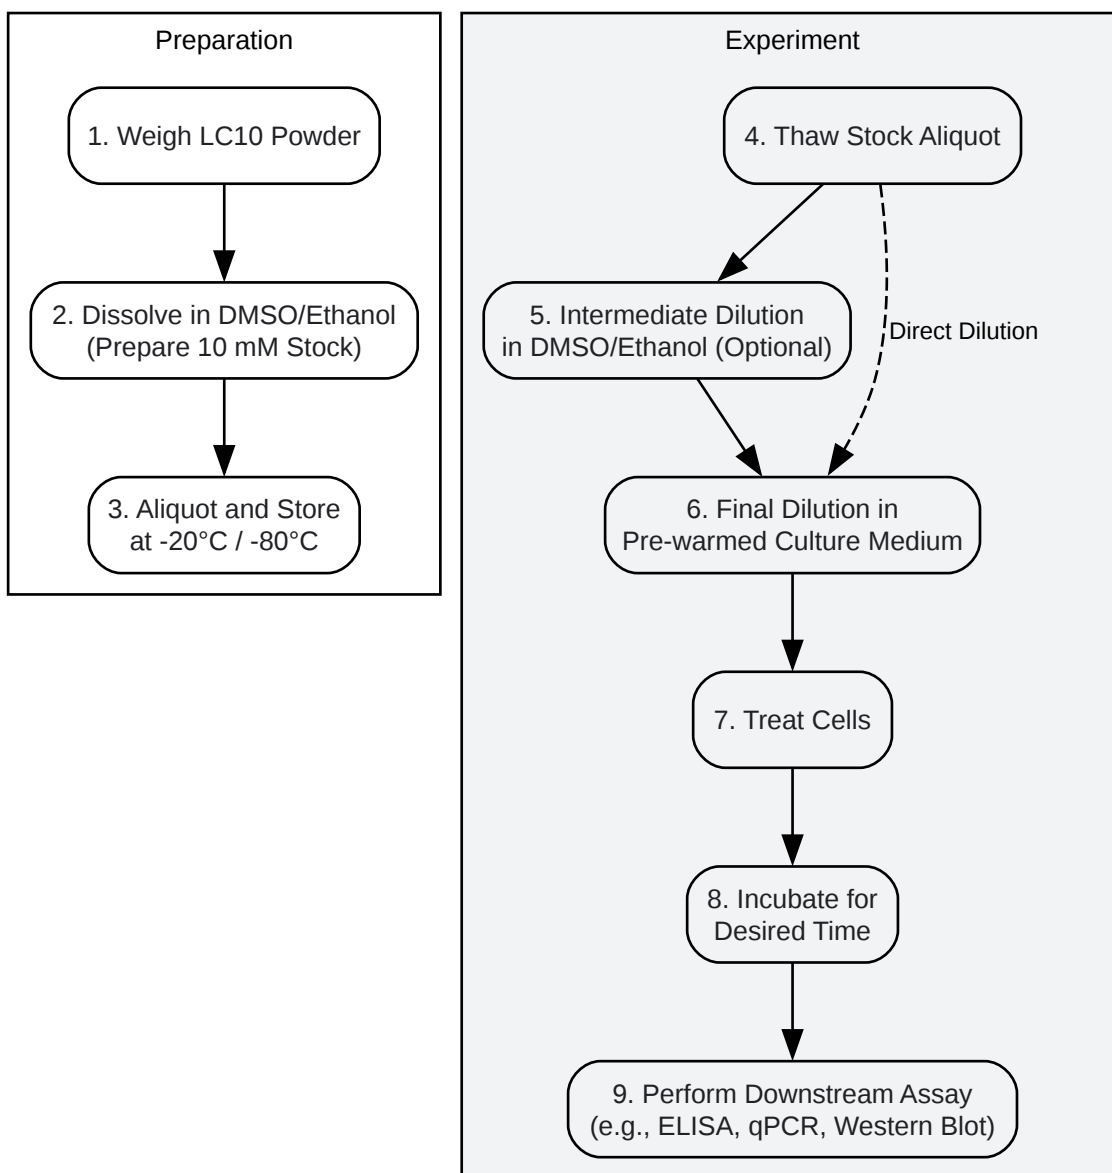 Preparation
1. Weigh LC10 Powder
2. Dissolve in DMSO/Ethanol
(Prepare 10 mM Stock)
3. Aliquot and Store
at -20°C / -80°C
Experiment
4. Thaw Stock Aliquot
5. Intermediate Dilution
in DMSO/Ethanol (Optional)
Direct Dilution
6. Final Dilution in
Pre-warmed Culture Medium
7. Treat Cells
8. Incubate for
Desired Time
9. Perform Downstream Assay
(e.g., ELISA, qPCR, Western Blot)